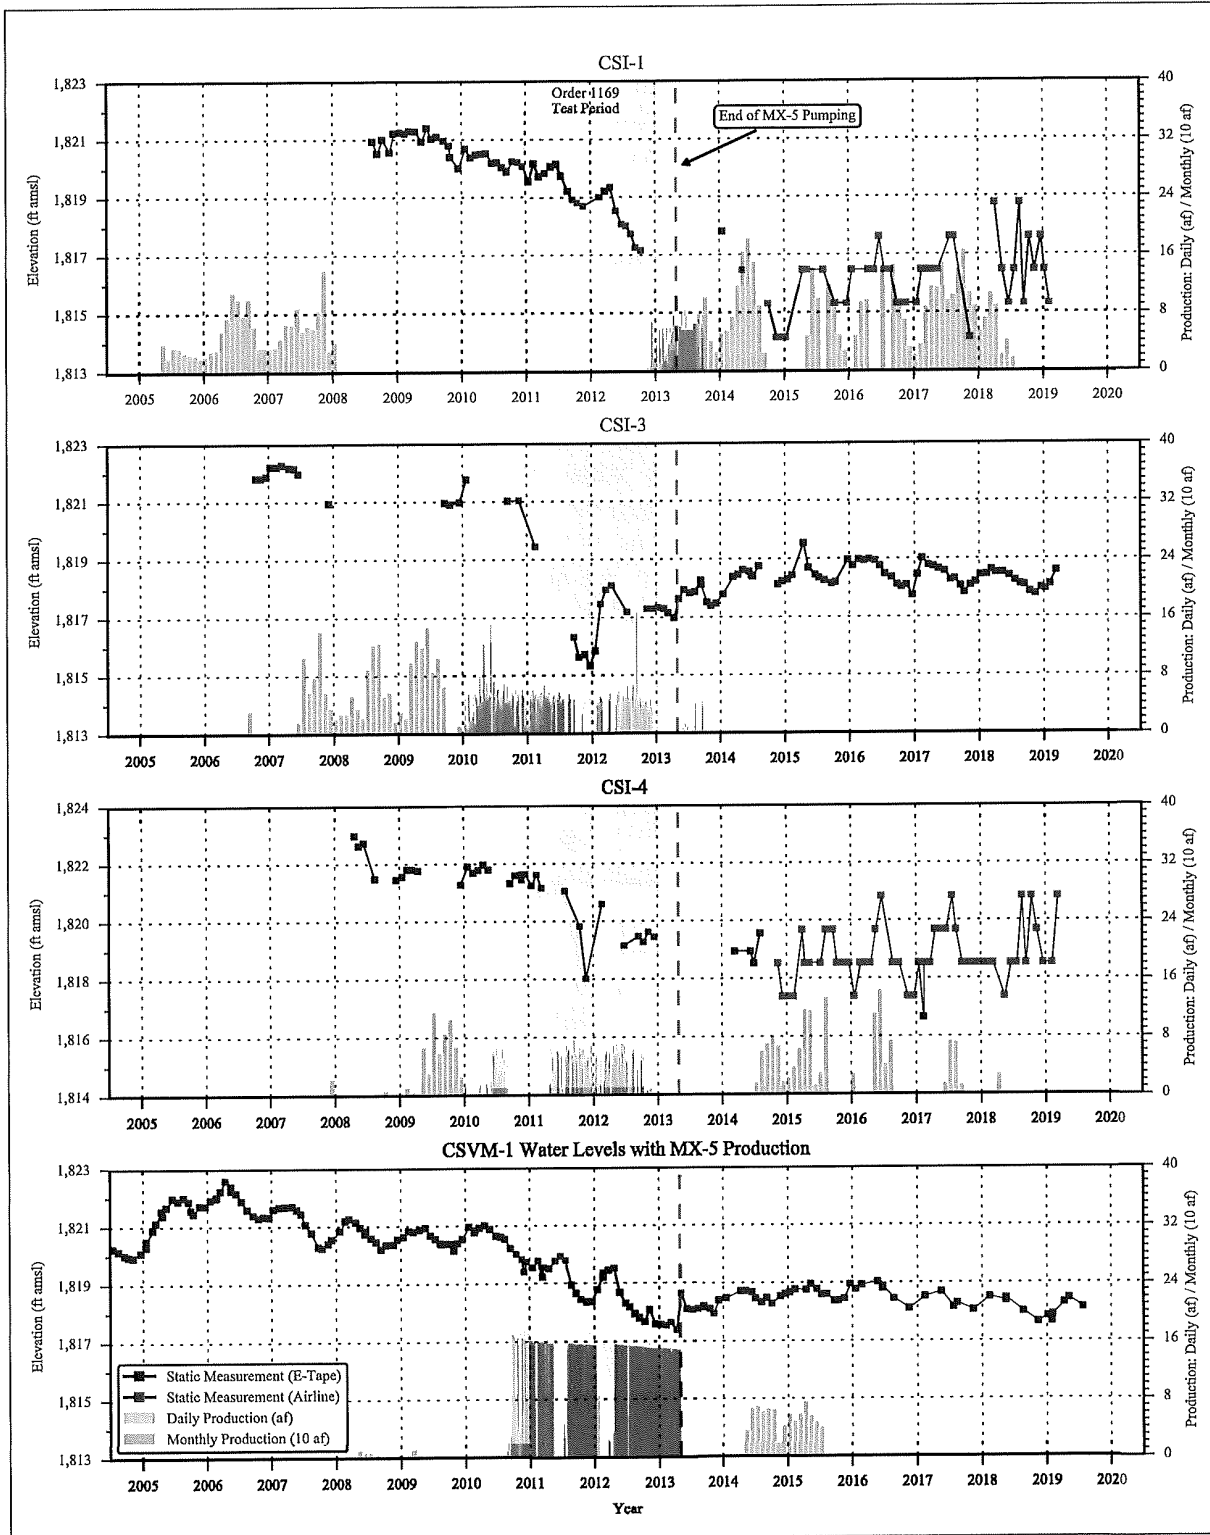 CSI-1
1,823
1,821
1,819
1,817
1,815
1,813
Elevation (ft amsl)
Order 1169
Test Period
End of MX-5 Pumping
40
32
24
16
8
0
Production: Daily (af) / Monthly (10 af)
2005 2006 2007 2008 2009 2010 2011 2012 2013 2014 2015 2016 2017 2018 2019 2020
CSI-3
1,823
1,821
1,819
1,817
1,815
1,813
Elevation (ft amsl)
40
32
24
16
8
0
Production: Daily (af) / Monthly (10 af)
2005 2006 2007 2008 2009 2010 2011 2012 2013 2014 2015 2016 2017 2018 2019 2020
CSI-4
1,824
1,822
1,820
1,818
1,816
1,814
Elevation (ft amsl)
40
32
24
16
8
0
Production: Daily (af) / Monthly (10 af)
2005 2006 2007 2008 2009 2010 2011 2012 2013 2014 2015 2016 2017 2018 2019 2020
CSVM-1 Water Levels with MX-5 Production
1,823
1,821
1,819
1,817
1,815
1,813
Elevation (ft amsl)
Static Measurement (E-Tape)
Static Measurement (Airline)
Daily Production (af)
Monthly Production (10 af)
40
32
24
16
8
0
Production: Daily (af) / Monthly (10 af)
2005 2006 2007 2008 2009 2010 2011 2012 2013 2014 2015 2016 2017 2018 2019 2020
Year